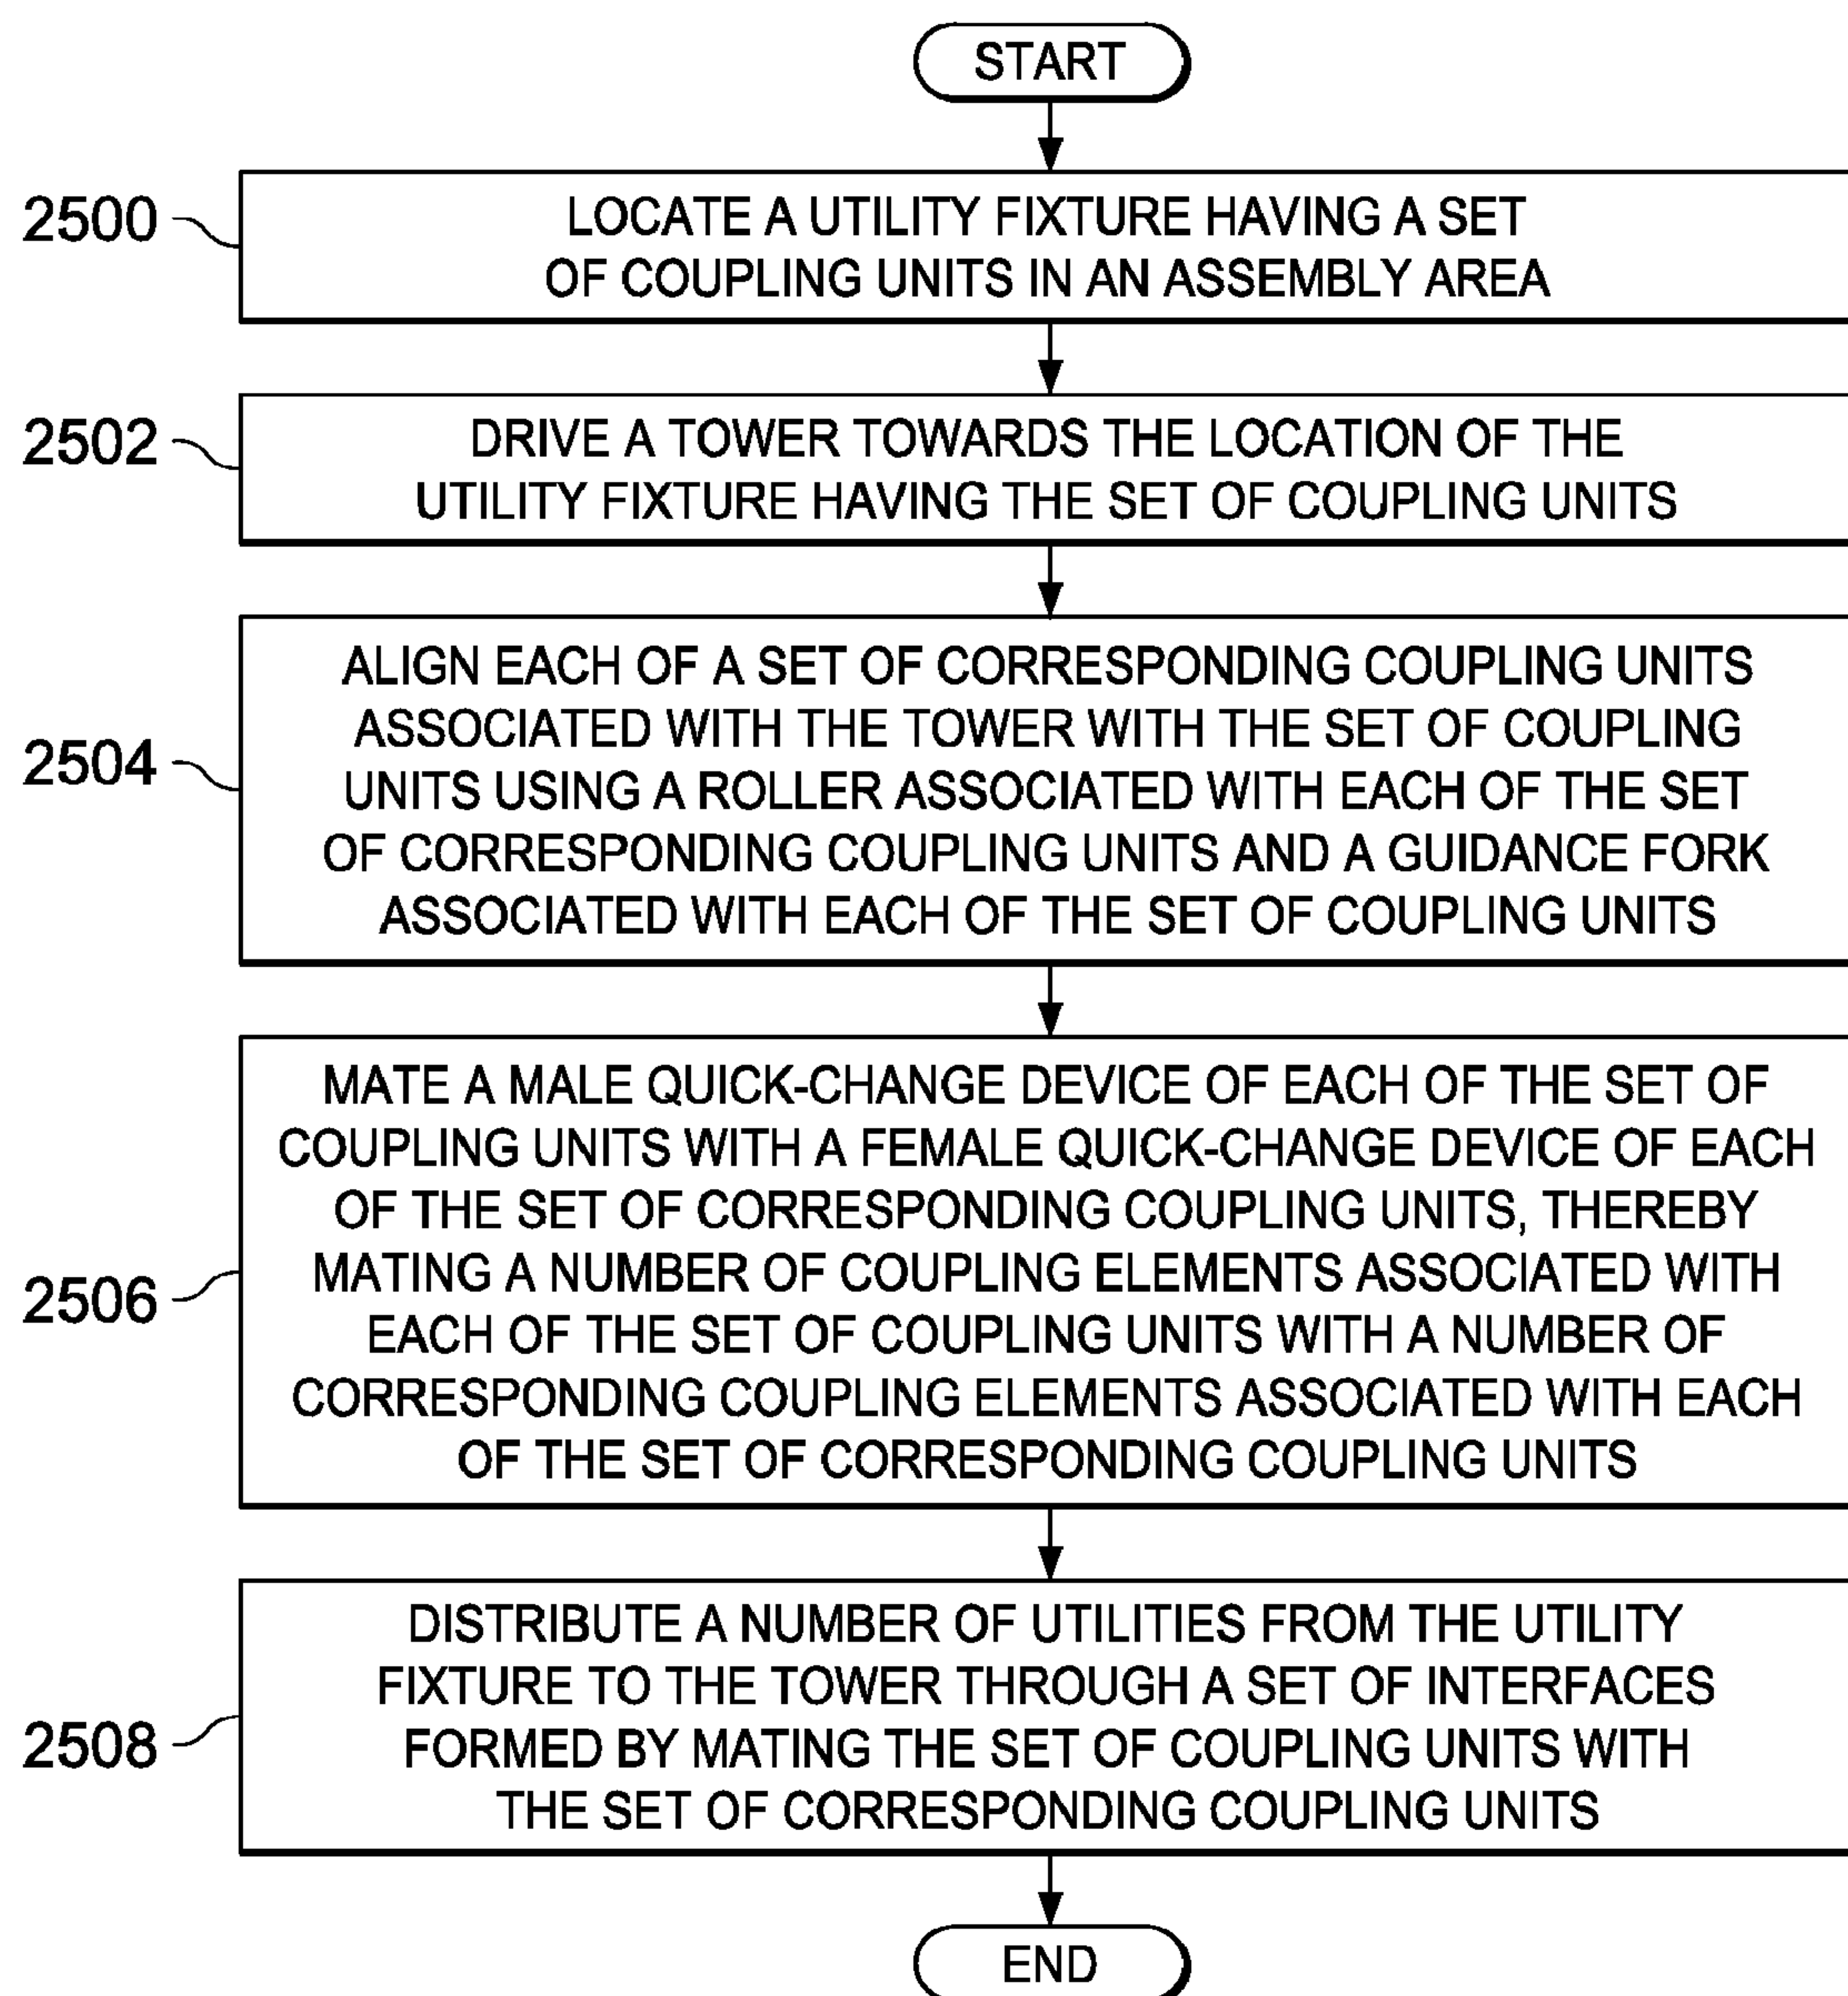 START
2500
LOCATE A UTILITY FIXTURE HAVING A SET
OF COUPLING UNITS IN AN ASSEMBLY AREA
2502
DRIVE A TOWER TOWARDS THE LOCATION OF THE
UTILITY FIXTURE HAVING THE SET OF COUPLING UNITS
2504
ALIGN EACH OF A SET OF CORRESPONDING COUPLING UNITS
ASSOCIATED WITH THE TOWER WITH THE SET OF COUPLING
UNITS USING A ROLLER ASSOCIATED WITH EACH OF THE SET
OF CORRESPONDING COUPLING UNITS AND A GUIDANCE FORK
ASSOCIATED WITH EACH OF THE SET OF COUPLING UNITS
2506
MATE A MALE QUICK-CHANGE DEVICE OF EACH OF THE SET OF
COUPLING UNITS WITH A FEMALE QUICK-CHANGE DEVICE OF EACH
OF THE SET OF CORRESPONDING COUPLING UNITS, THEREBY
MATING A NUMBER OF COUPLING ELEMENTS ASSOCIATED WITH
EACH OF THE SET OF COUPLING UNITS WITH A NUMBER OF
CORRESPONDING COUPLING ELEMENTS ASSOCIATED WITH EACH
OF THE SET OF CORRESPONDING COUPLING UNITS
2508
DISTRIBUTE A NUMBER OF UTILITIES FROM THE UTILITY
FIXTURE TO THE TOWER THROUGH A SET OF INTERFACES
FORMED BY MATING THE SET OF COUPLING UNITS WITH
THE SET OF CORRESPONDING COUPLING UNITS
END